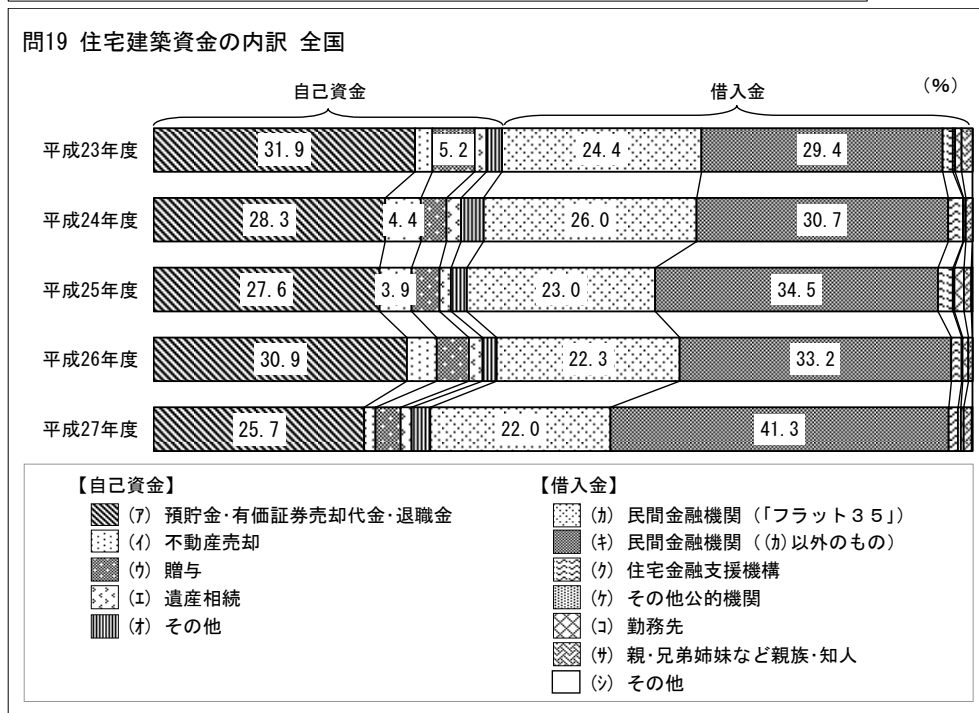 問19 住宅建築資金の内訳 全国
自己資金 借入金 (%)
平成23年度 31.9 5.2 24.4 29.4
平成24年度 28.3 4.4 26.0 30.7
平成25年度 27.6 3.9 23.0 34.5
平成26年度 30.9 22.3 33.2
平成27年度 25.7 22.0 41.3
【自己資金】
(ア) 預貯金･有価証券売却代金･退職金
(イ) 不動産売却
(ウ) 贈与
(エ) 遺産相続
(オ) その他
【借入金】
(カ) 民間金融機関（｢フラット３５｣）
(キ) 民間金融機関（(カ)以外のもの）
(ク) 住宅金融支援機構
(ケ) その他公的機関
(コ) 勤務先
(サ) 親･兄弟姉妹など親族･知人
(シ) その他